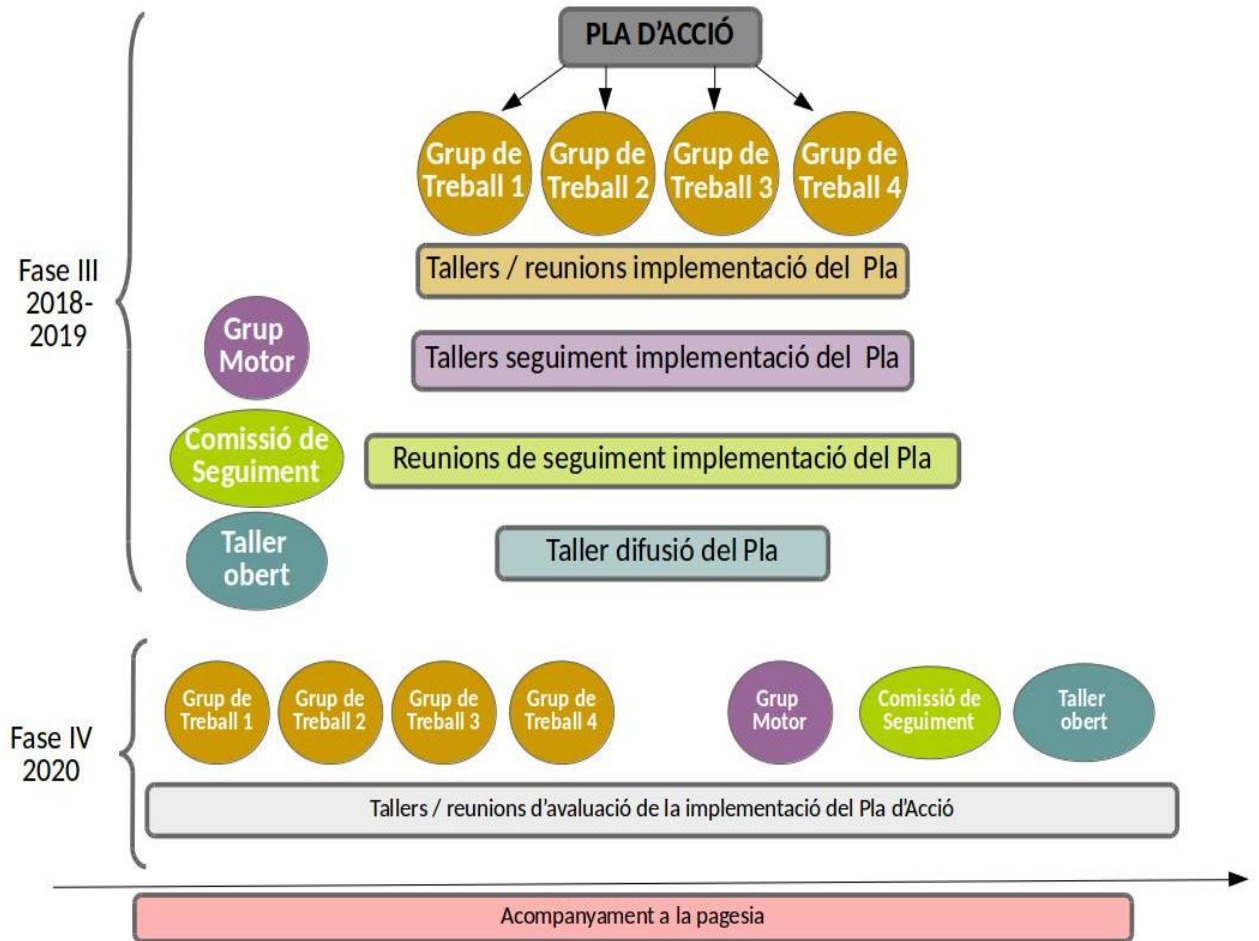 PLA D'ACCIÓ
Grup de
Treball 1
Grup de
Treball 2
Grup de
Treball 3
Grup de
Treball 4
Tallers / reunions implementació del Pla
Fase III
2018-
2019
Grup
Motor
Tallers seguiment implementació del Pla
Comissió de
Seguiment
Reunions de seguiment implementació del Pla
Taller
obert
Taller difusió del Pla
Fase IV
2020
Grup de
Treball 1
Grup de
Treball 2
Grup de
Treball 3
Grup de
Treball 4
Grup
Motor
Comissió de
Seguiment
Taller
obert
Tallers / reunions d'avaluació de la implementació del Pla d'Acció
Acompanyament a la pagesia